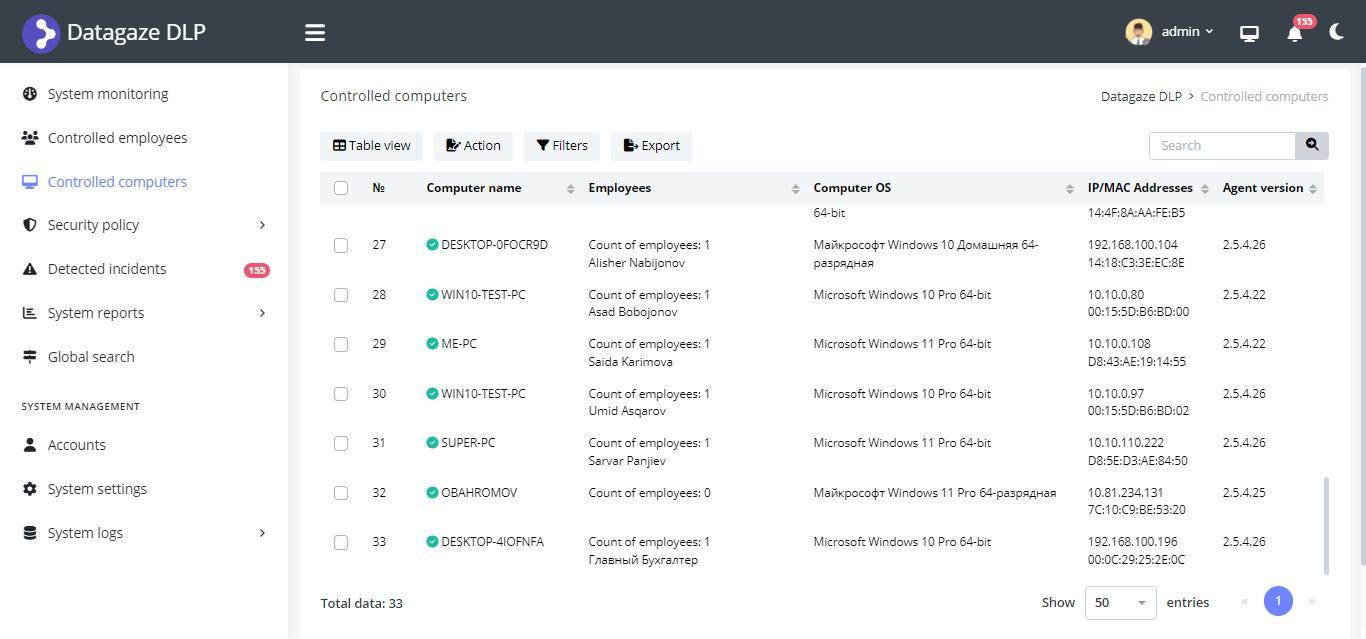 Datagaze DLP
admin
155
System monitoring
Controlled employees
Controlled computers
Security policy
Detected incidents
155
System reports
Global search
SYSTEM MANAGEMENT
Accounts
System settings
System logs
Controlled computers
Datagaze DLP > Controlled computers
Table view Action Filters Export
Search
№ Computer name Employees Computer OS IP/MAC Addresses Agent version
64-bit 14:4F:8A:AA:FE:B5
27 DESKTOP-0FOCR9D Count of employees: 1 Майкрософт Windows 10 Домашняя 64- 192.168.100.104 2.5.4.26
Alisher Nabijonov разрядная 14:18:C3:3E:EC:8E
28 WIN10-TEST-PC Count of employees: 1 Microsoft Windows 10 Pro 64-bit 10.10.0.80 2.5.4.22
Asad Bobojonov 00:15:5D:B6:BD:00
29 ME-PC Count of employees: 1 Microsoft Windows 11 Pro 64-bit 10.10.0.108 2.5.4.22
Saida Karimova D8:43:AE:19:14:55
30 WIN10-TEST-PC Count of employees: 1 Microsoft Windows 10 Pro 64-bit 10.10.0.97 2.5.4.26
Umid Asqarov 00:15:5D:B6:BD:02
31 SUPER-PC Count of employees: 1 Microsoft Windows 11 Pro 64-bit 10.10.110.222 2.5.4.26
Sarvar Panjiev D8:5E:D3:AE:84:50
32 OBAHROMOV Count of employees: 0 Майкрософт Windows 11 Pro 64-разрядная 10.81.234.131 2.5.4.25
7C:10:C9:BE:53:20
33 DESKTOP-4IOFNFA Count of employees: 1 Microsoft Windows 10 Pro 64-bit 192.168.100.196 2.5.4.26
Главный Бухгалтер 00:0C:29:25:2E:0C
Total data: 33
Show 50 entries « 1 »